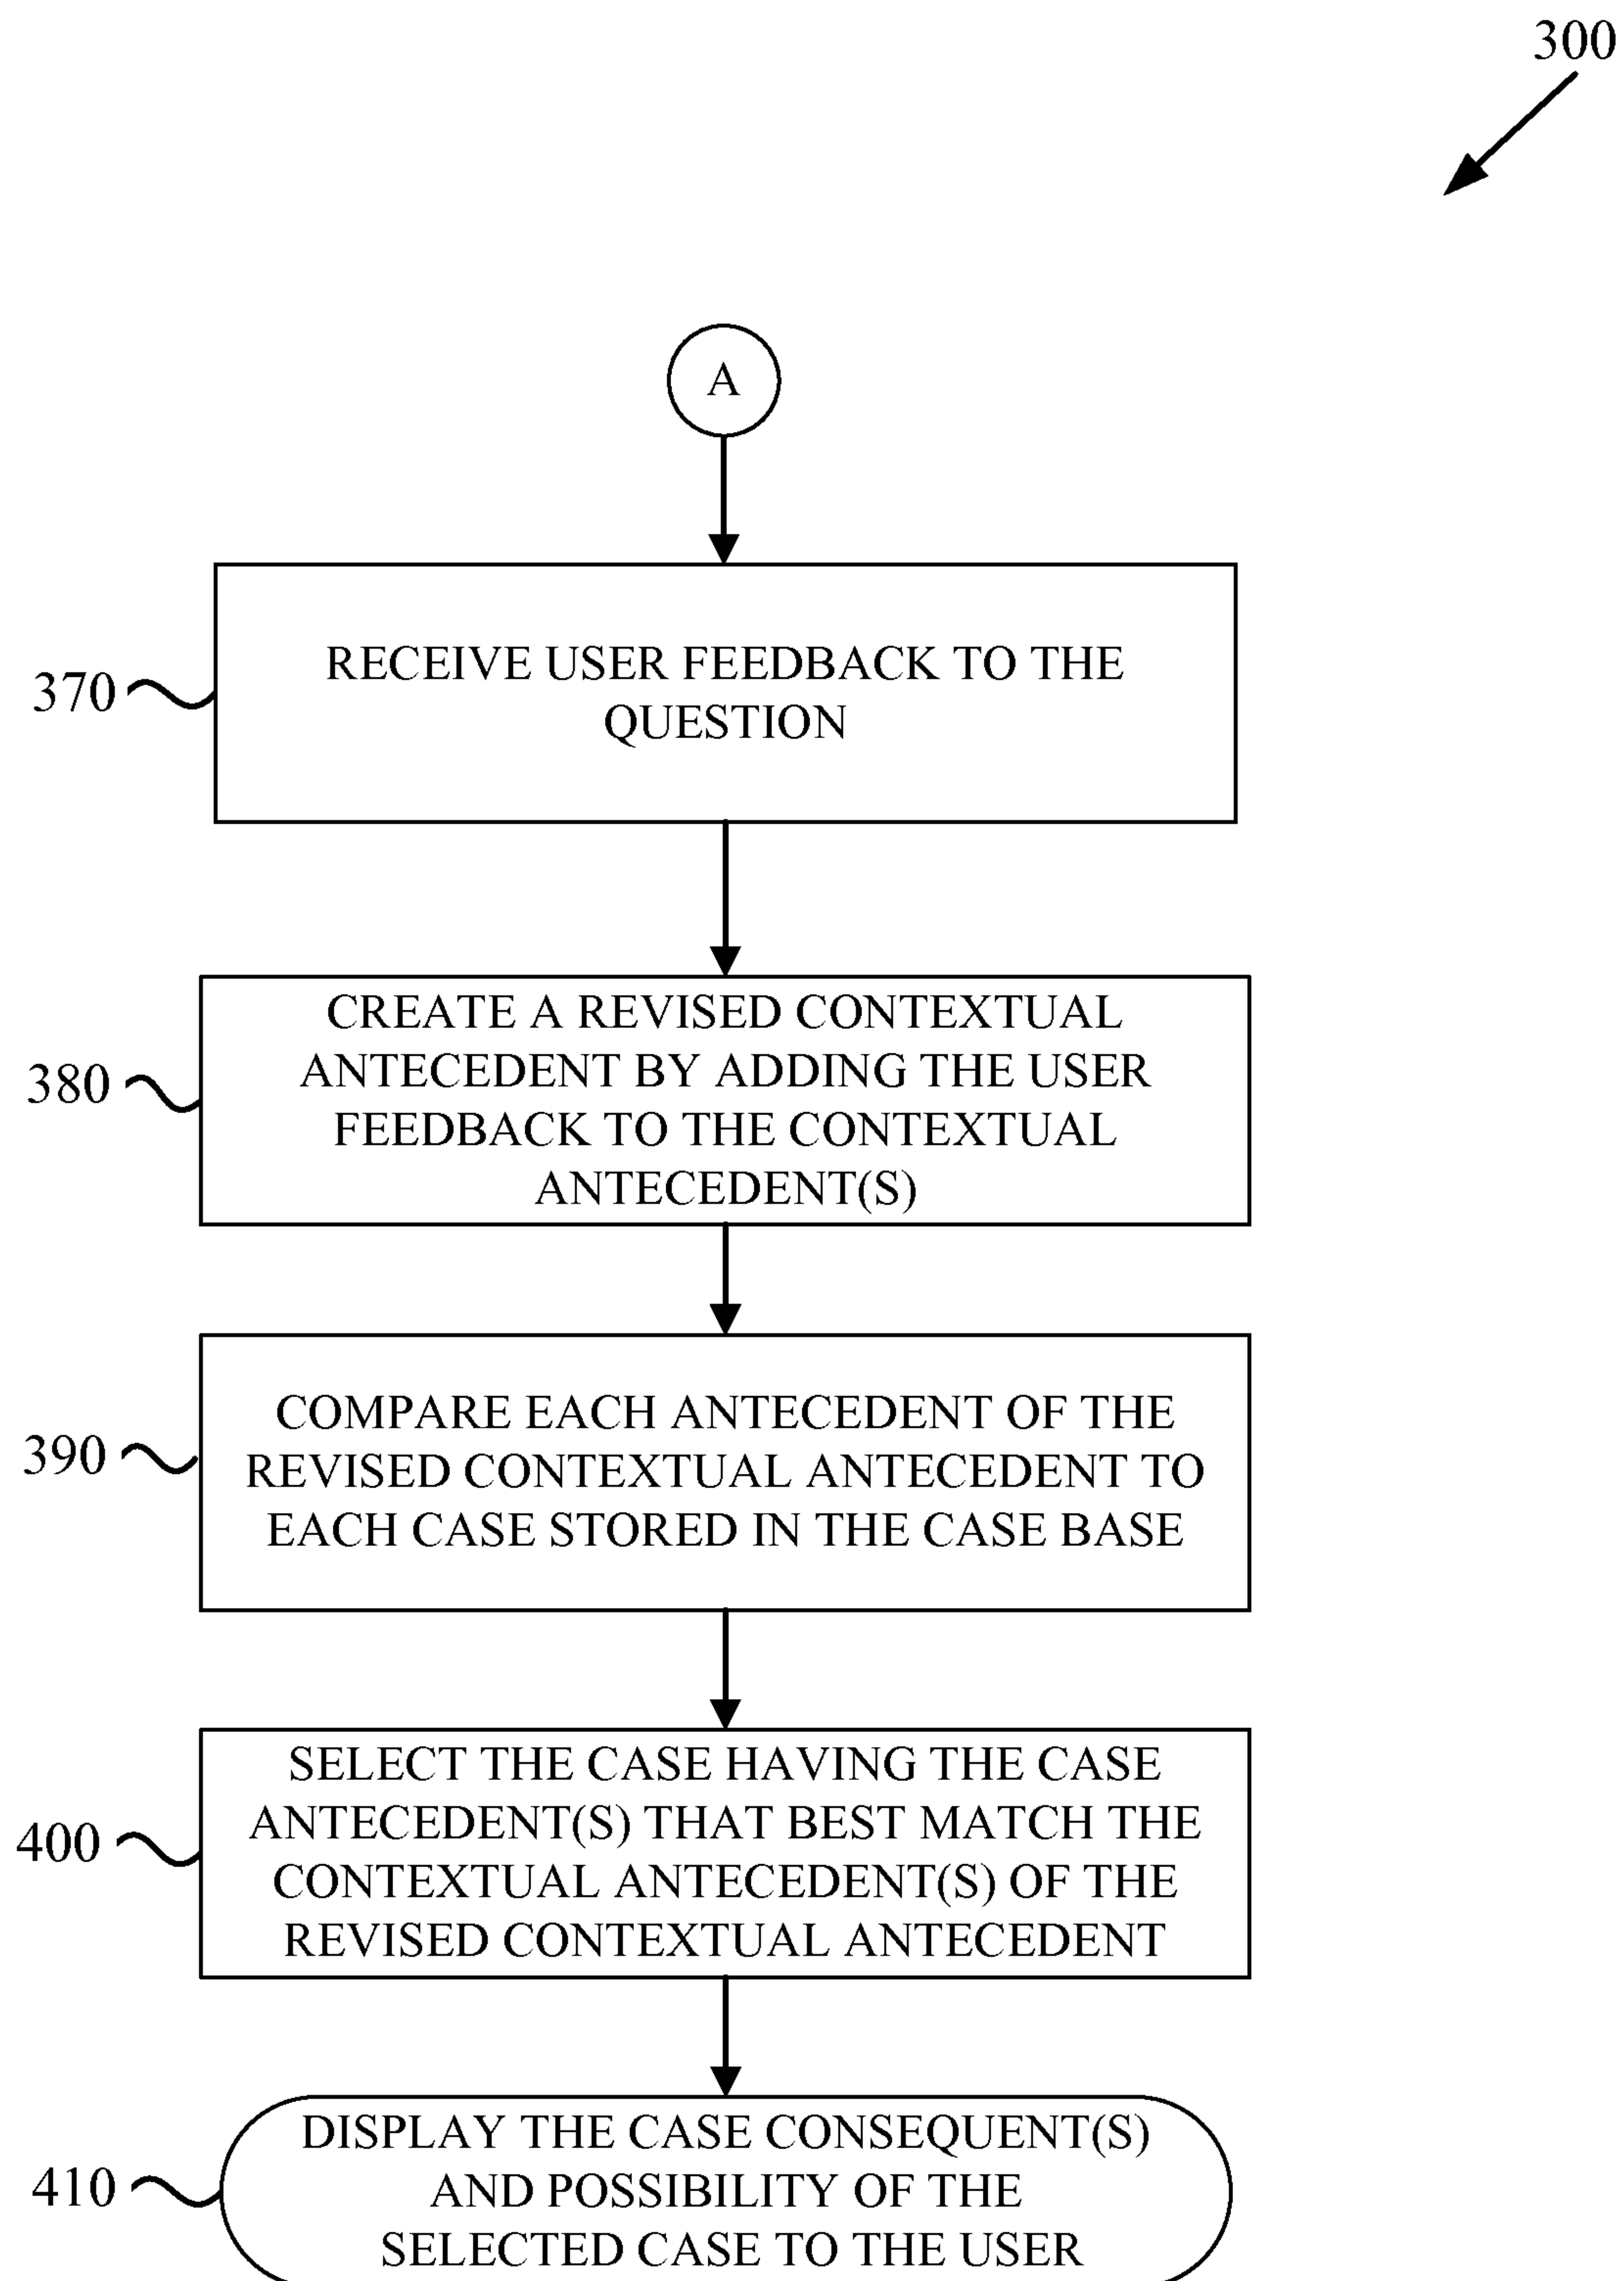 300
A
370
RECEIVE USER FEEDBACK TO THE
QUESTION
380
CREATE A REVISED CONTEXTUAL
ANTECEDENT BY ADDING THE USER
FEEDBACK TO THE CONTEXTUAL
ANTECEDENT(S)
390
COMPARE EACH ANTECEDENT OF THE
REVISED CONTEXTUAL ANTECEDENT TO
EACH CASE STORED IN THE CASE BASE
400
SELECT THE CASE HAVING THE CASE
ANTECEDENT(S) THAT BEST MATCH THE
CONTEXTUAL ANTECEDENT(S) OF THE
REVISED CONTEXTUAL ANTECEDENT
410
DISPLAY THE CASE CONSEQUENT(S)
AND POSSIBILITY OF THE
SELECTED CASE TO THE USER